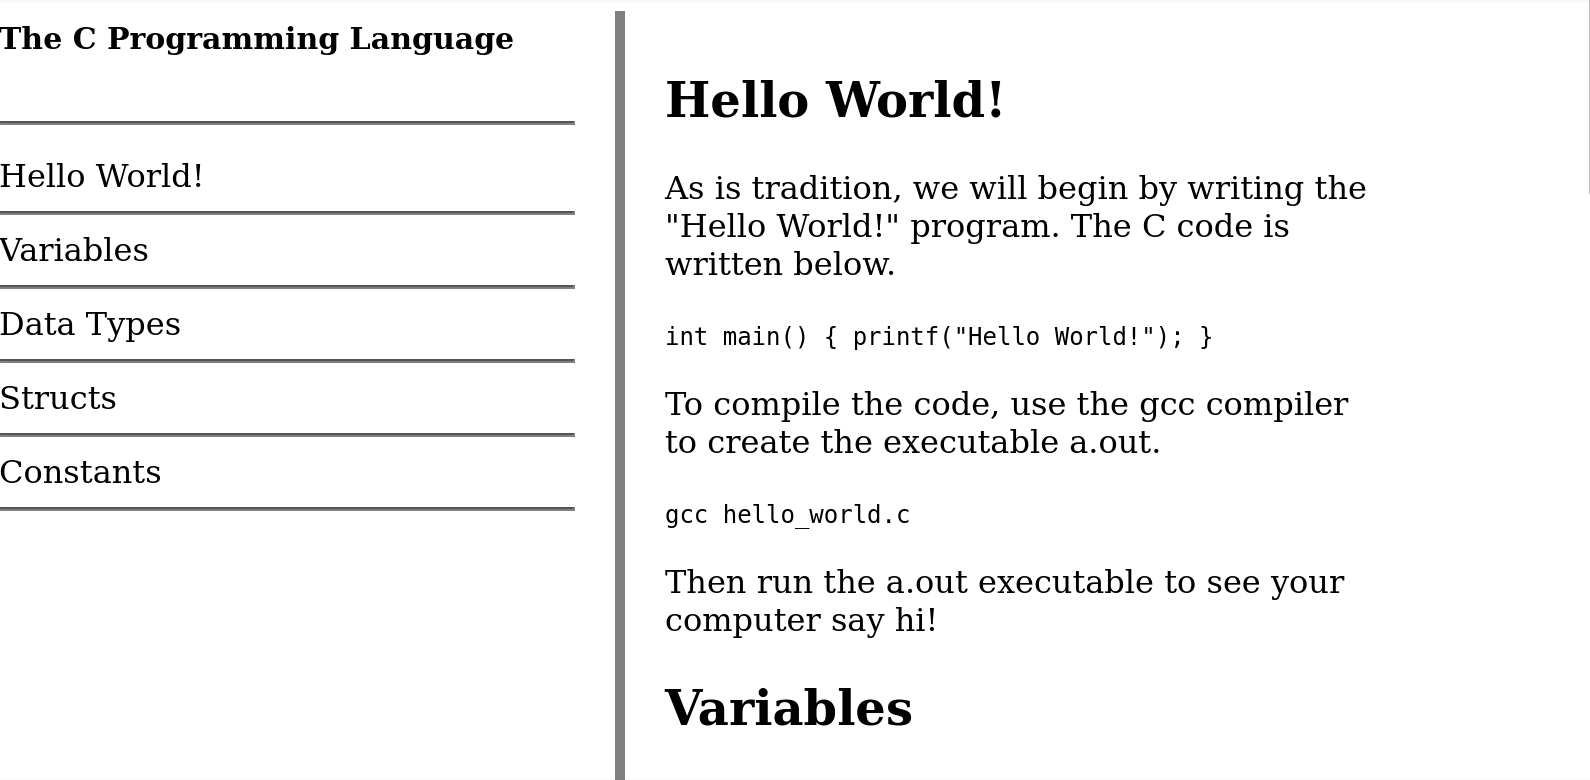 The C Programming Language
Hello World!
Variables
Data Types
Structs
Constants
Hello World!
As is tradition, we will begin by writing the
"Hello World!" program. The C code is
written below.
int main() { printf("Hello World!"); }
To compile the code, use the gcc compiler
to create the executable a.out.
gcc hello_world.c
Then run the a.out executable to see your
computer say hi!
Variables